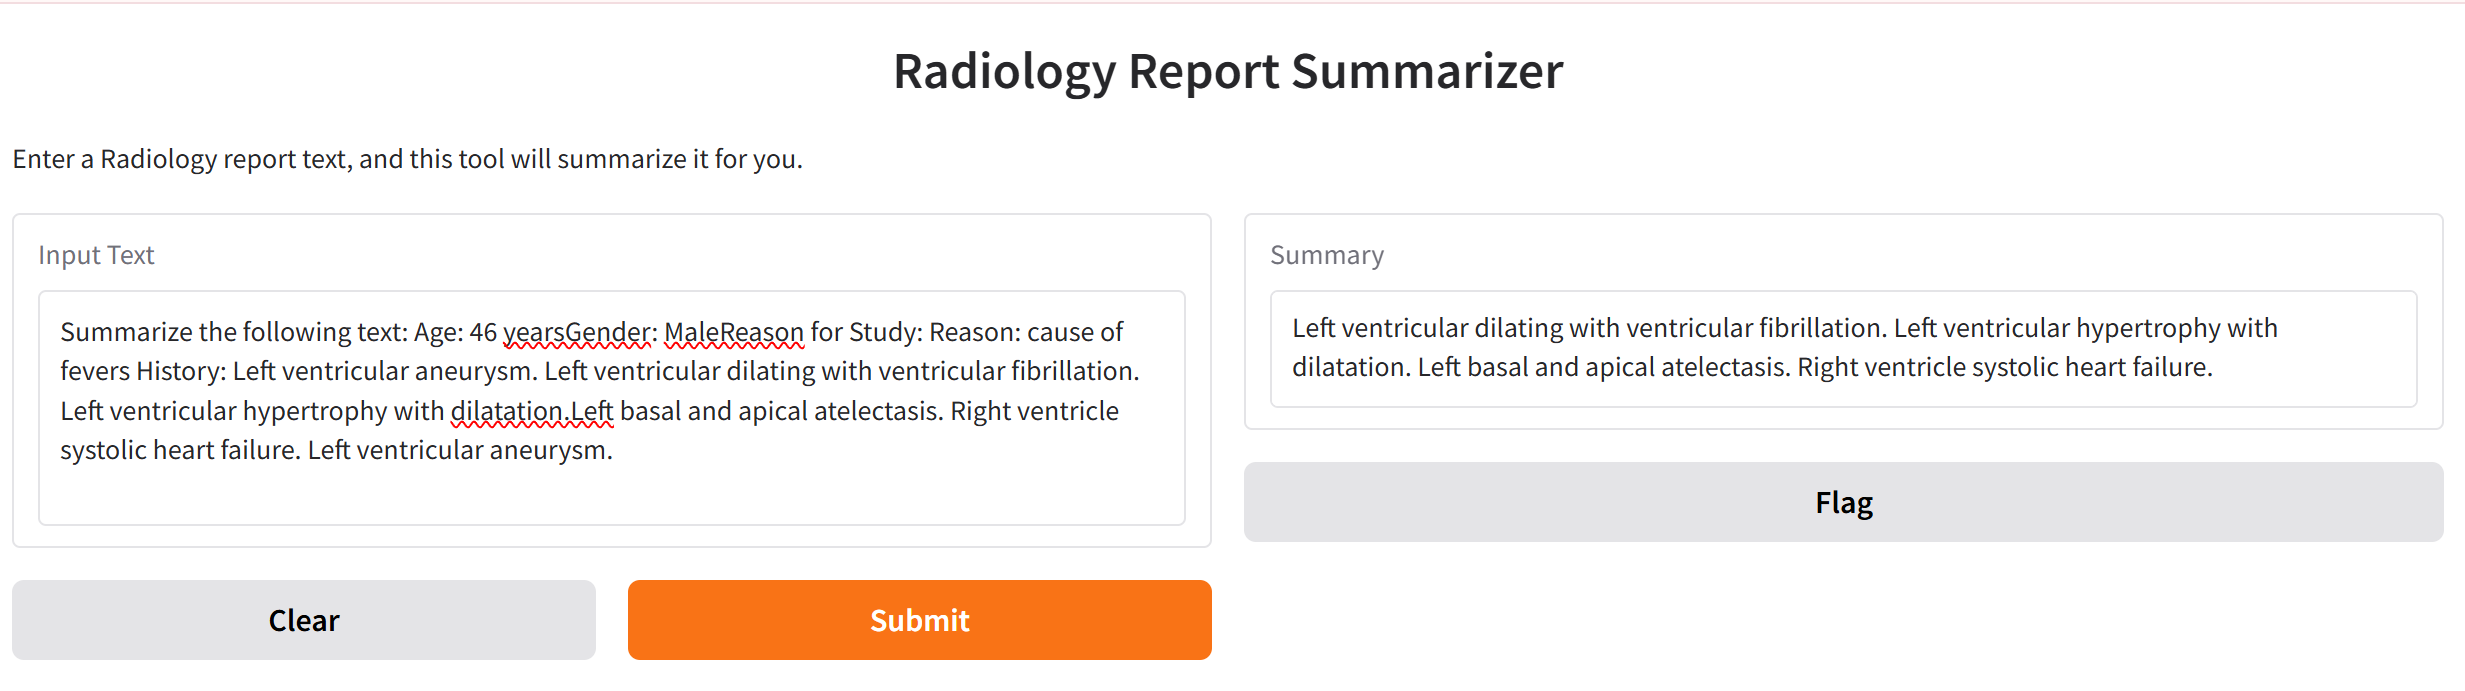 Radiology Report Summarizer
Enter a Radiology report text, and this tool will summarize it for you.
Input Text
Summarize the following text: Age: 46 yearsGender: MaleReason for Study: Reason: cause of
fevers History: Left ventricular aneurysm. Left ventricular dilating with ventricular fibrillation.
Left ventricular hypertrophy with dilatation.Left basal and apical atelectasis. Right ventricle
systolic heart failure. Left ventricular aneurysm.
Clear
Submit
Summary
Left ventricular dilating with ventricular fibrillation. Left ventricular hypertrophy with
dilatation. Left basal and apical atelectasis. Right ventricle systolic heart failure.
Flag